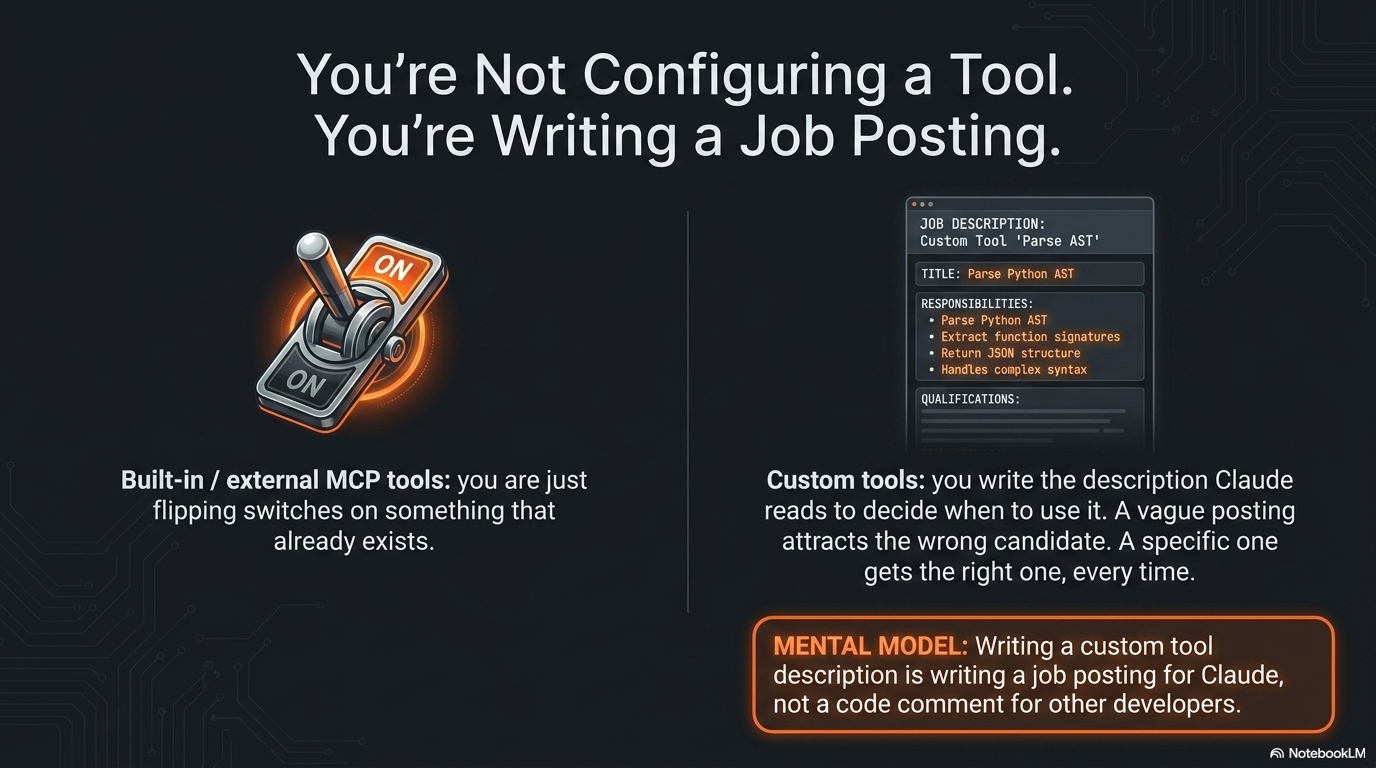 You're Not Configuring a Tool.
You're Writing a Job Posting.
ON
ON
Built-in / external MCP tools: you are just
flipping switches on something that
already exists.
JOB DESCRIPTION:
Custom Tool 'Parse AST'
TITLE: Parse Python AST
RESPONSIBILITIES:
• Parse Python AST
• Extract function signatures
• Return JSON structure
• Handles complex syntax
QUALIFICATIONS:
Custom tools: you write the description Claude
reads to decide when to use it. A vague posting
attracts the wrong candidate. A specific one
gets the right one, every time.
MENTAL MODEL: Writing a custom tool
description is writing a job posting for Claude,
not a code comment for other developers.
NotebookLM